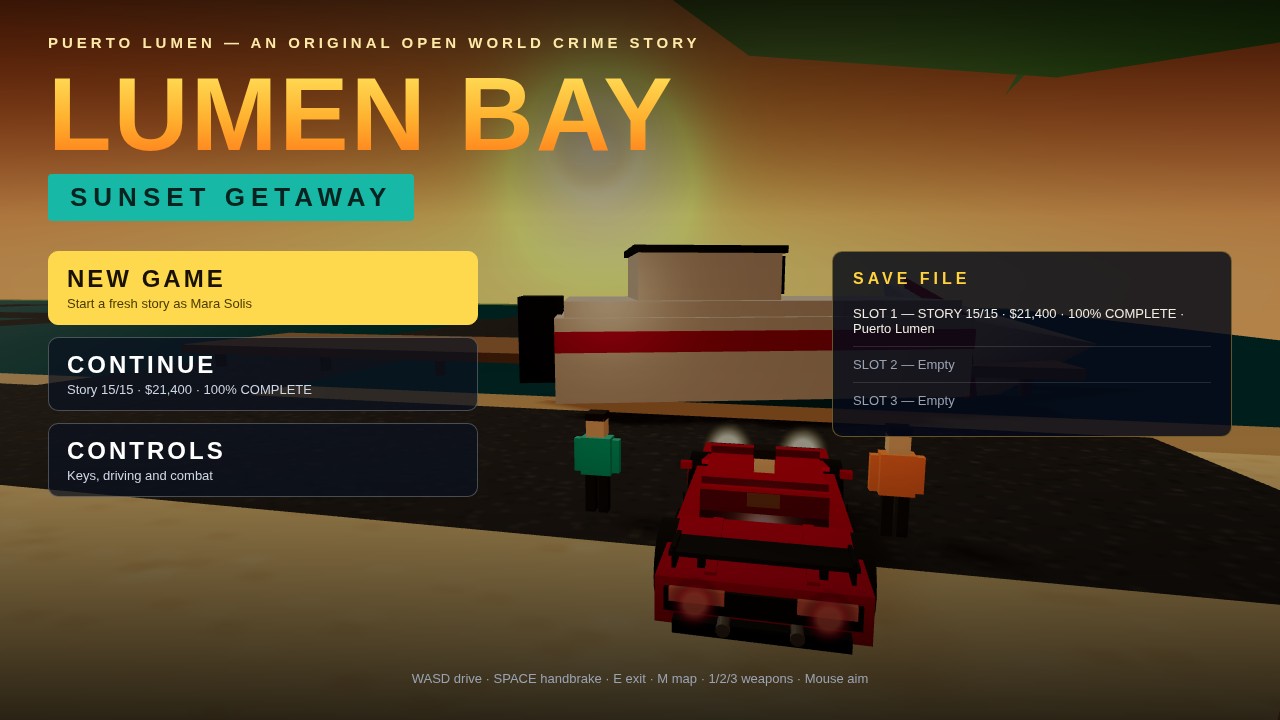 PUERTO LUMEN — AN ORIGINAL OPEN WORLD CRIME STORY
LUMEN BAY
SUNSET GETAWAY
NEW GAME
Start a fresh story as Mara Solis
CONTINUE
Story 15/15 · $21,400 · 100% COMPLETE
CONTROLS
Keys, driving and combat
SAVE FILE
SLOT 1 — STORY 15/15 · $21,400 · 100% COMPLETE ·
Puerto Lumen
SLOT 2 — Empty
SLOT 3 — Empty
WASD drive · SPACE handbrake · E exit · M map · 1/2/3 weapons · Mouse aim